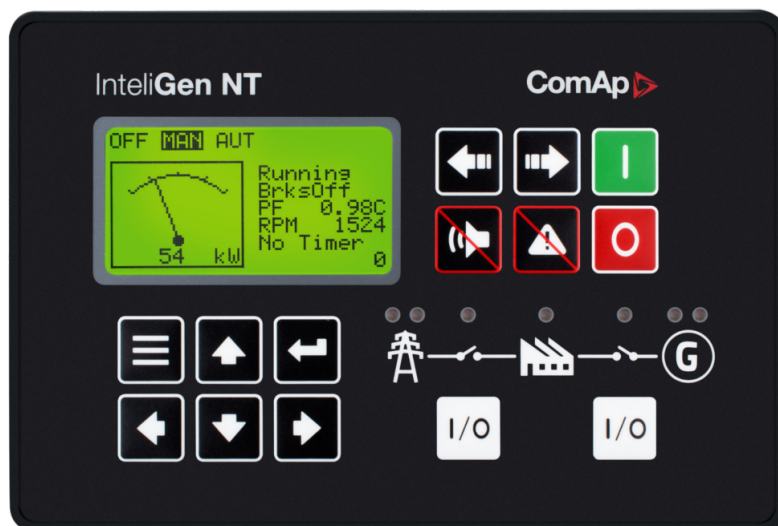 InteliGen NT
ComAp
OFF MAN AUT
Running
BrksOff
PF 0.98C
RPM 1524
No Timer
54 kW
0
I
O
G
I/O
I/O